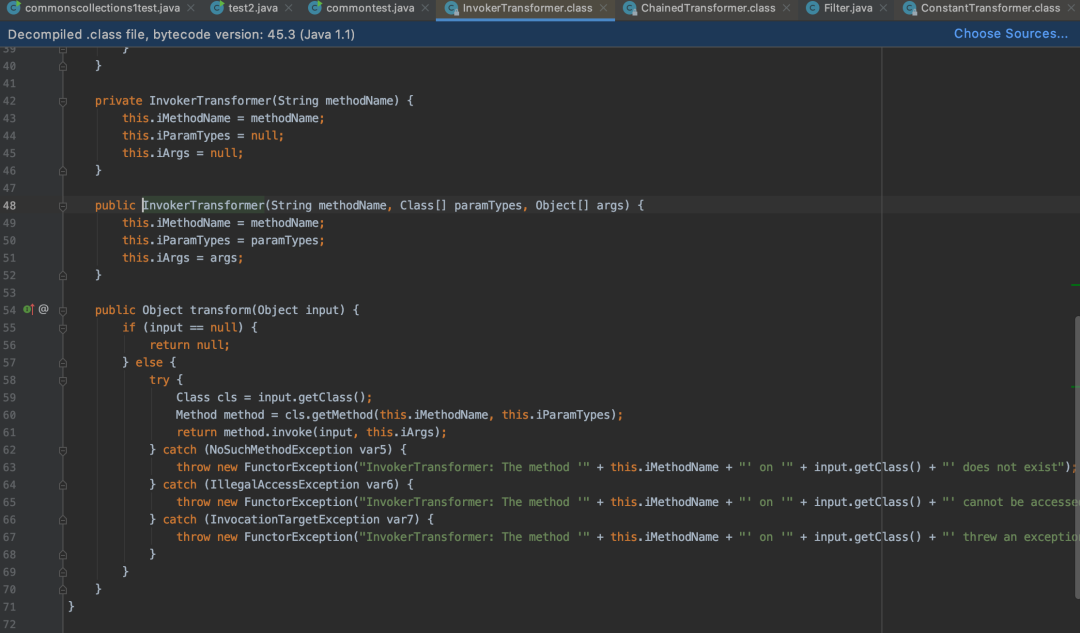 commonscollections1test.java × test2.java × commontest.java × InvokerTransformer.class × ChainedTransformer.class × Filter.java × ConstantTransformer.class ×
Decompiled .class file, bytecode version: 45.3 (Java 1.1) Choose Sources...
39 }
40 }
41
42 private InvokerTransformer(String methodName) {
43 this.iMethodName = methodName;
44 this.iParamTypes = null;
45 this.iArgs = null;
46 }
47
48 public InvokerTransformer(String methodName, Class[] paramTypes, Object[] args) {
49 this.iMethodName = methodName;
50 this.iParamTypes = paramTypes;
51 this.iArgs = args;
52 }
53
54 @ public Object transform(Object input) {
55 if (input == null) {
56 return null;
57 } else {
58 try {
59 Class cls = input.getClass();
60 Method method = cls.getMethod(this.iMethodName, this.iParamTypes);
61 return method.invoke(input, this.iArgs);
62 } catch (NoSuchMethodException var5) {
63 throw new FunctorException("InvokerTransformer: The method '" + this.iMethodName + "' on '" + input.getClass() + "' does not exist");
64 } catch (IllegalAccessException var6) {
65 throw new FunctorException("InvokerTransformer: The method '" + this.iMethodName + "' on '" + input.getClass() + "' cannot be accesse
66 } catch (InvocationTargetException var7) {
67 throw new FunctorException("InvokerTransformer: The method '" + this.iMethodName + "' on '" + input.getClass() + "' threw an exceptio
68 }
69 }
70 }
71 }
72